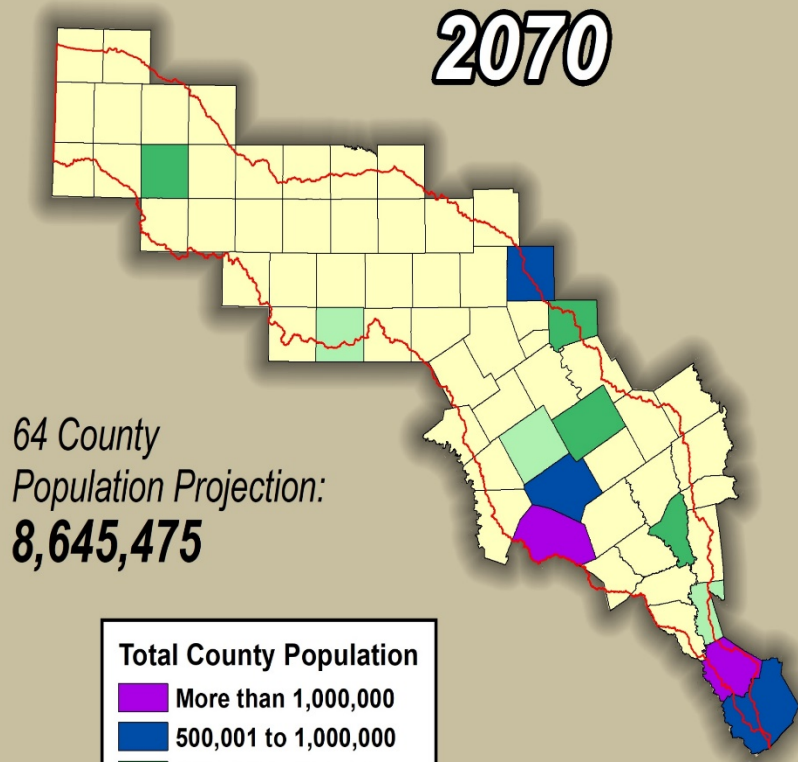 2070
64 County
Population Projection:
8,645,475
Total County Population
More than 1,000,000
500,001 to 1,000,000